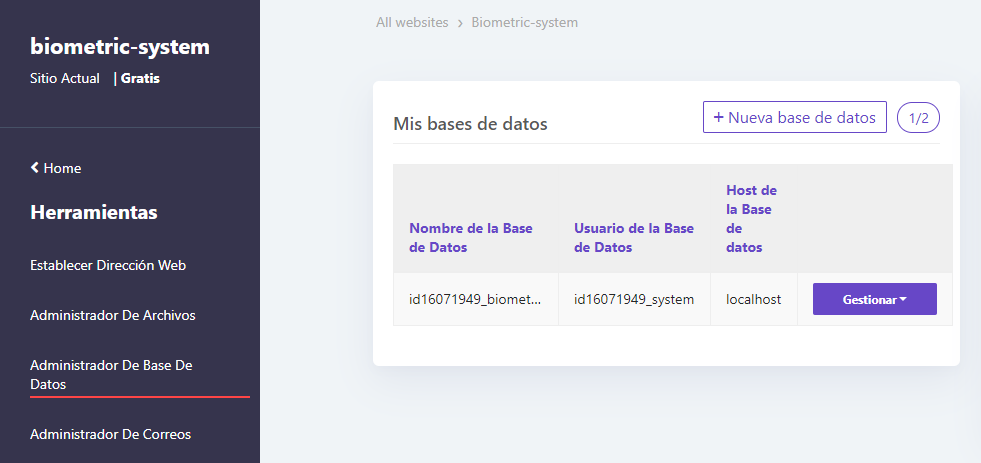 biometric-system
Sitio Actual | Gratis
Home
Herramientas
Establecer Dirección Web
Administrador De Archivos
Administrador De Base De
Datos
Administrador De Correos
All websites > Biometric-system
Mis bases de datos
+ Nueva base de datos
1/2
Nombre de la Base
de Datos
Usuario de la Base
de Datos
Host de
la Base
de
datos
id16071949_biomet...
id16071949_system
localhost
Gestionar